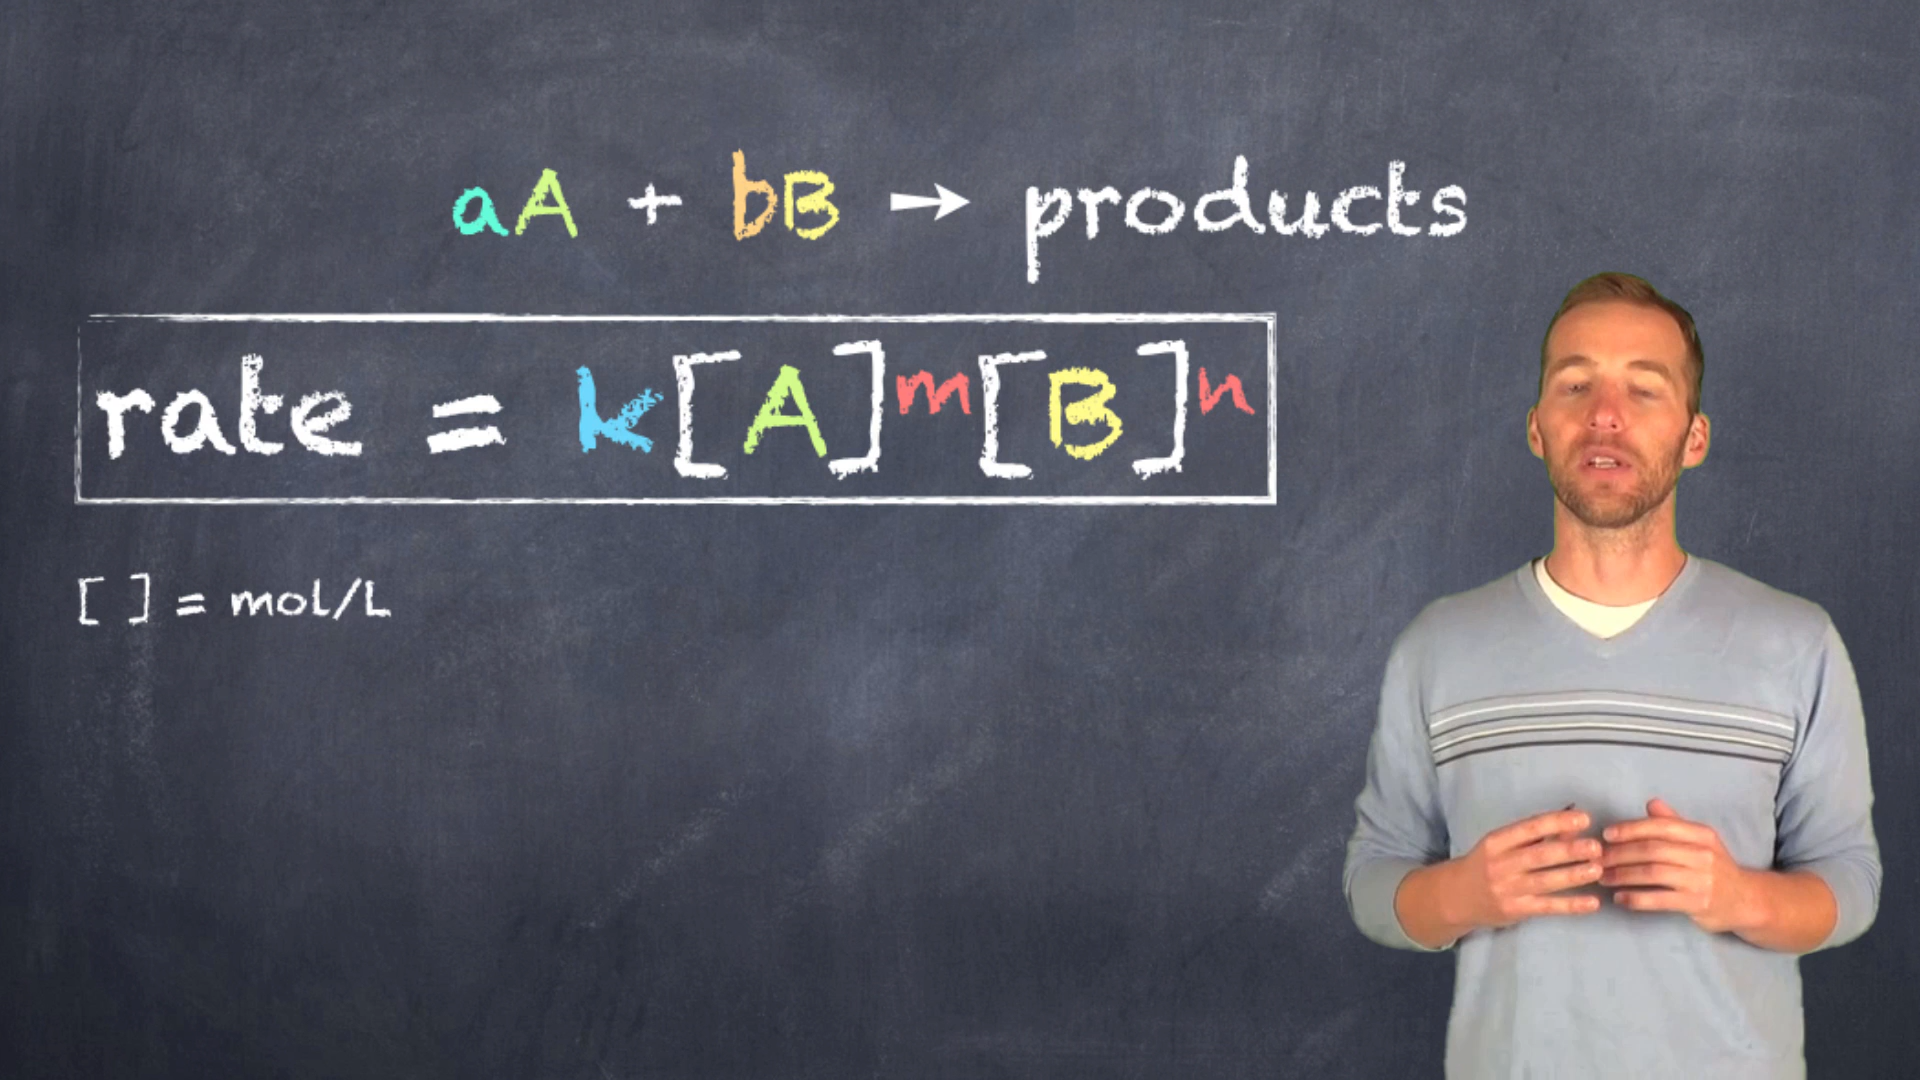 aA + bB → products
rate = k[A]ᵐ[B]ⁿ
[ ] = mol/L